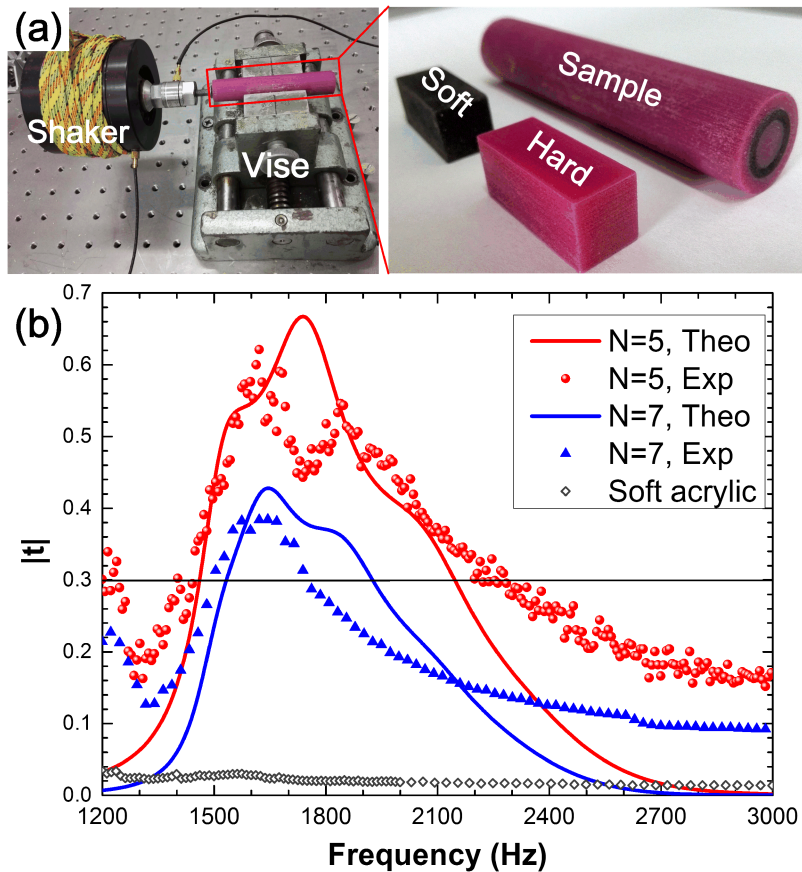 (a)
Shaker
Vise
Soft
Hard
Sample
(b)
0.7
0.6
0.5
0.4
0.3
0.2
0.1
0.0
|t|
N=5, Theo
N=5, Exp
N=7, Theo
N=7, Exp
Soft acrylic
1200 1500 1800 2100 2400 2700 3000
Frequency (Hz)